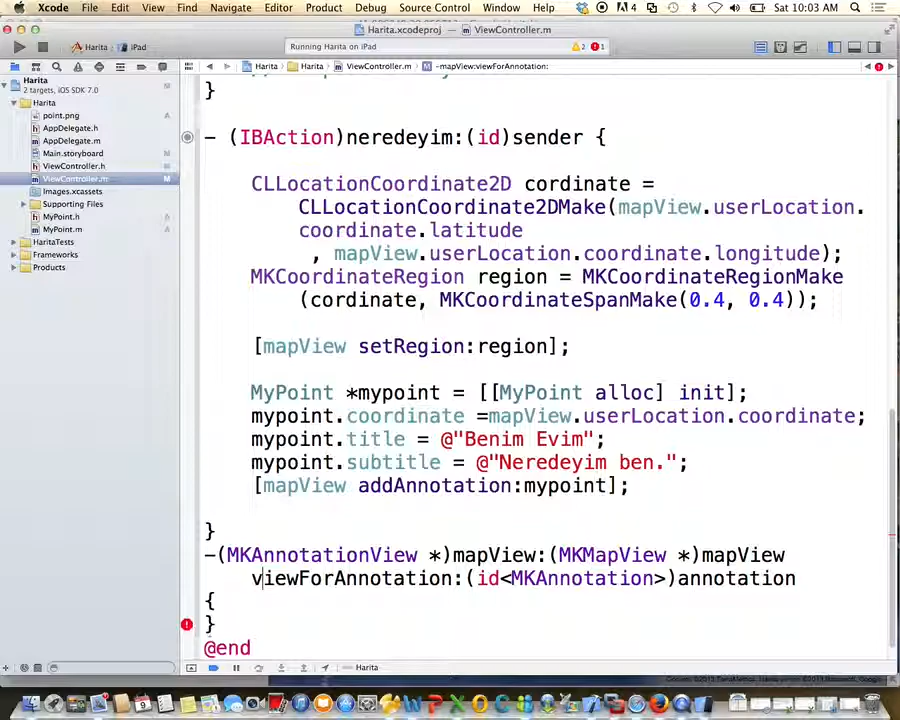 Xcode File Edit View Find Navigate Editor Product Debug Source Control Window Help 4 Sat 10:03 AM
Harita.xcodeproj — ViewController.m
Harita iPad Running Harita on iPad 2 1
Harita Harita ViewController.m -mapView:viewForAnnotation:
Harita
2 targets, iOS SDK 7.0
Harita
point.png
AppDelegate.h
AppDelegate.m
Main.storyboard
ViewController.h
ViewController.m
Images.xcassets
Supporting Files
MyPoint.h
MyPoint.m
HaritaTests
Frameworks
Products
}
- (IBAction)neredeyim:(id)sender {
CLLocationCoordinate2D cordinate =
CLLocationCoordinate2DMake(mapView.userLocation.
coordinate.latitude
, mapView.userLocation.coordinate.longitude);
MKCoordinateRegion region = MKCoordinateRegionMake
(cordinate, MKCoordinateSpanMake(0.4, 0.4));
[mapView setRegion:region];
MyPoint *mypoint = [[MyPoint alloc] init];
mypoint.coordinate =mapView.userLocation.coordinate;
mypoint.title = @"Benim Evim";
mypoint.subtitle = @"Neredeyim ben.";
[mapView addAnnotation:mypoint];
}
-(MKAnnotationView *)mapView:(MKMapView *)mapView
viewForAnnotation:(id<MKAnnotation>)annotation
{
}
@end
Harita